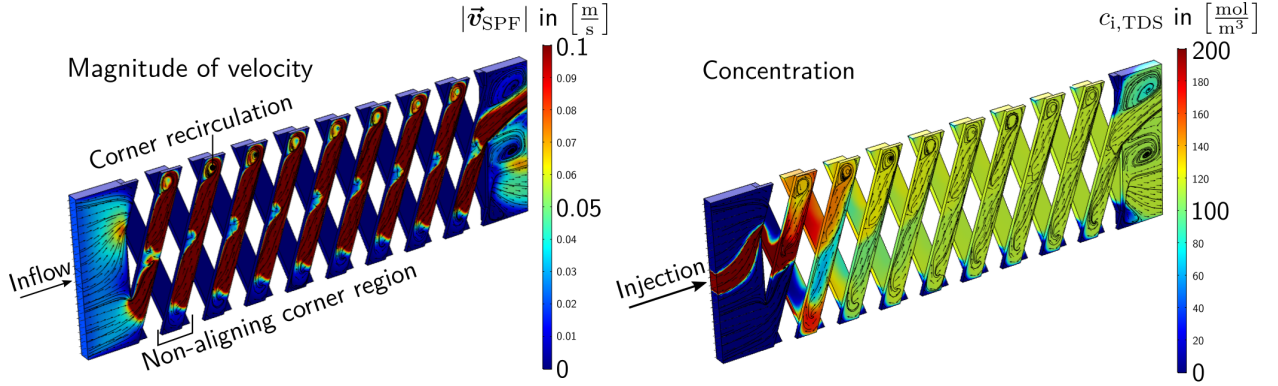 |v⃗_SPF| in [m/s]
Magnitude of velocity
Corner recirculation
Inflow
Non-aligning corner region
0.1
0.09
0.08
0.07
0.06
0.05
0.04
0.03
0.02
0.01
0
c_i,TDS in [mol/m³]
Concentration
Injection
200
180
160
140
120
100
80
60
40
20
0